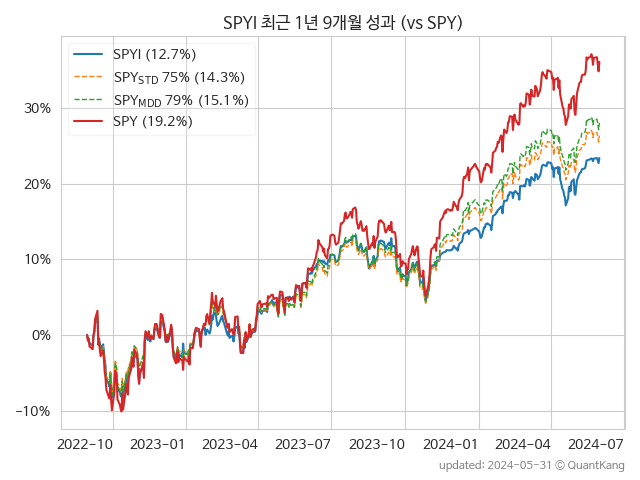 SPYI 최근 1년 9개월 성과 (vs SPY)
SPYI (12.7%)
SPY_STD 75% (14.3%)
SPY_MDD 79% (15.1%)
SPY (19.2%)
30%
20%
10%
0%
−10%
2022-10 2023-01 2023-04 2023-07 2023-10 2024-01 2024-04 2024-07
updated: 2024-05-31 © QuantKang